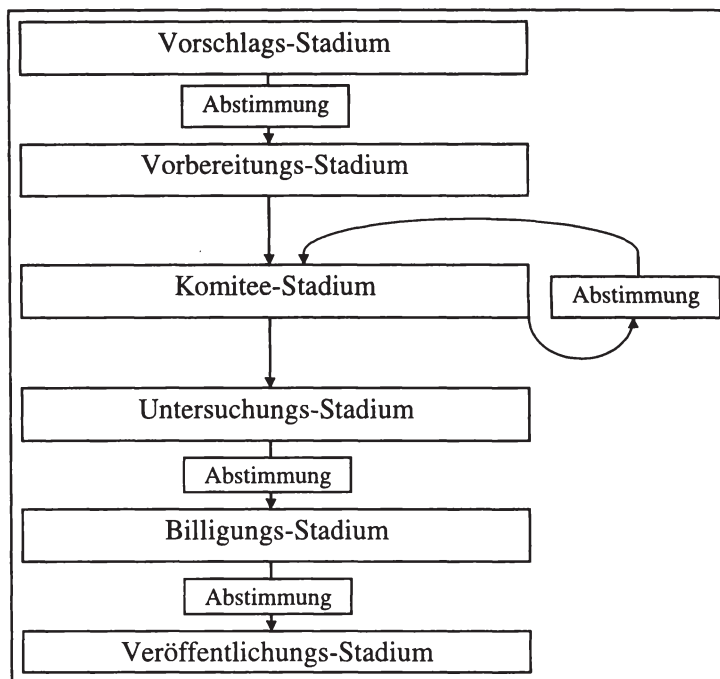 Vorschlags-Stadium
Abstimmung
Vorbereitungs-Stadium
Komitee-Stadium
Abstimmung
Untersuchungs-Stadium
Abstimmung
Billigungs-Stadium
Abstimmung
Veröffentlichungs-Stadium